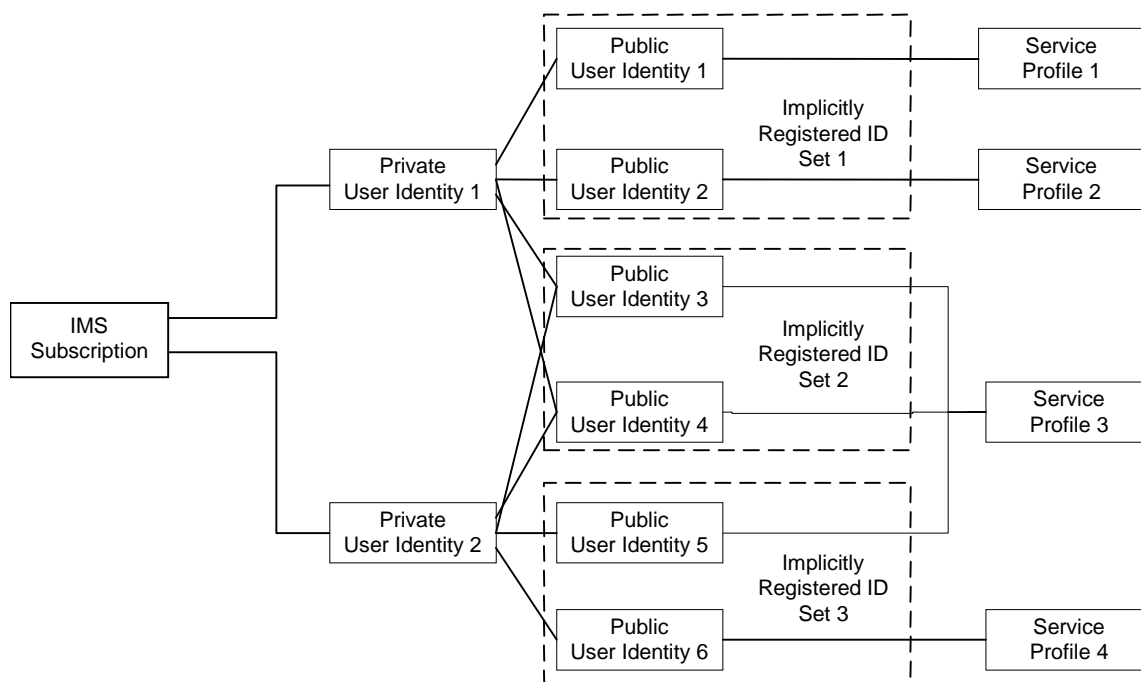 Public
User Identity 1
Service
Profile 1
Implicitly
Registered ID
Set 1
Private
User Identity 1
Public
User Identity 2
Service
Profile 2
Public
User Identity 3
IMS
Subscription
Implicitly
Registered ID
Set 2
Public
User Identity 4
Service
Profile 3
Private
User Identity 2
Public
User Identity 5
Implicitly
Registered ID
Set 3
Public
User Identity 6
Service
Profile 4